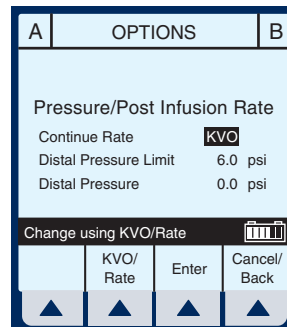 A OPTIONS B
Pressure/Post Infusion Rate
Continue Rate KVO
Distal Pressure Limit 6.0 psi
Distal Pressure 0.0 psi
Change using KVO/Rate
KVO/ Cancel/
Rate Enter Back